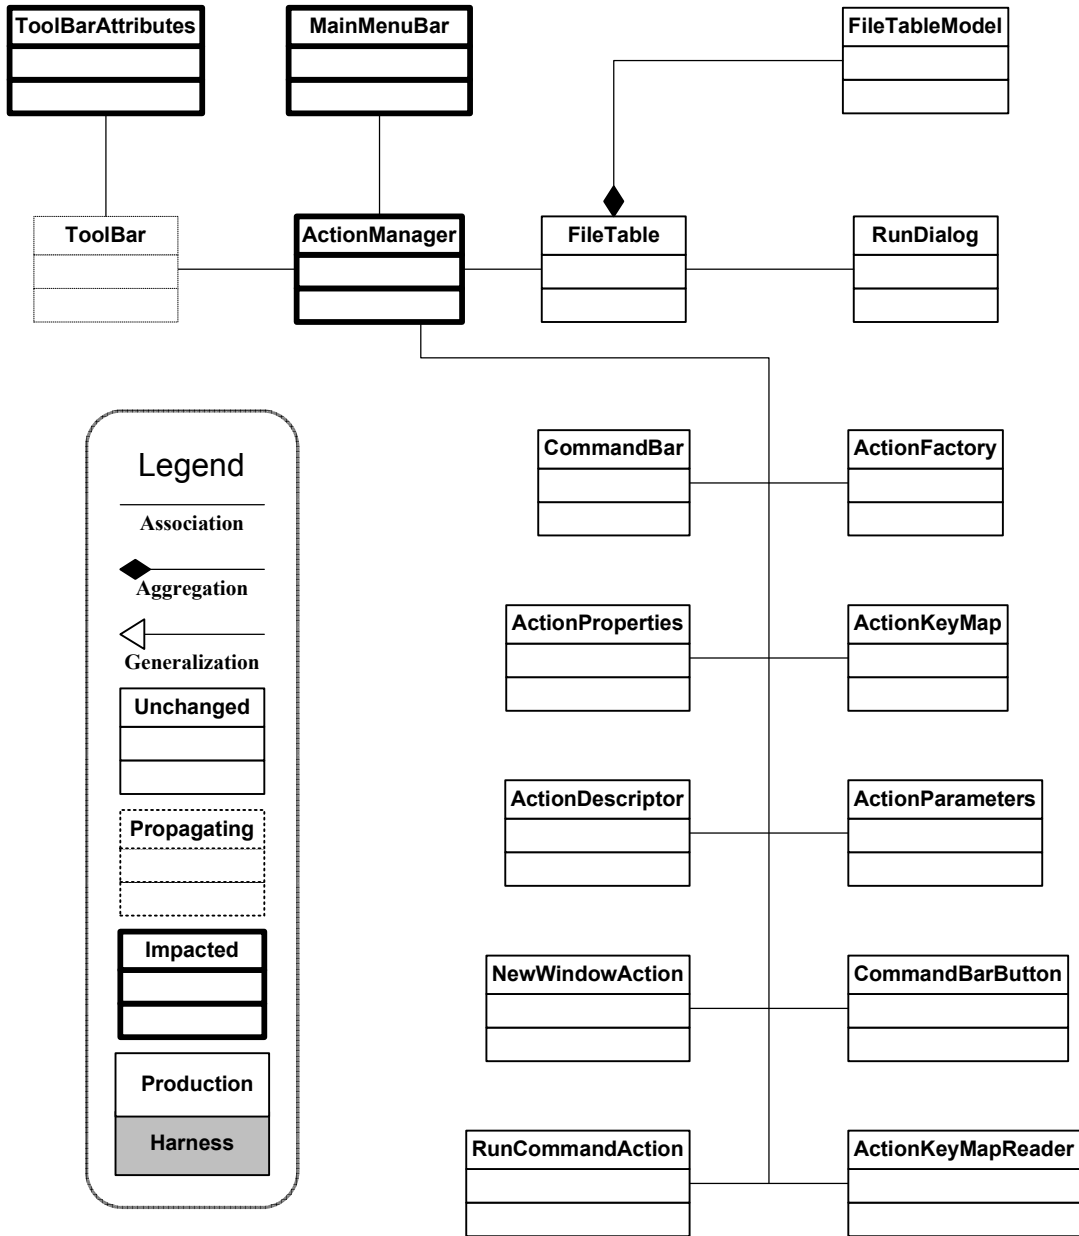 ToolBarAttributes
MainMenuBar
FileTableModel
ToolBar
ActionManager
FileTable
RunDialog
Legend
Association
Aggregation
Generalization
Unchanged
Propagating
Impacted
Production
Harness
CommandBar
ActionFactory
ActionProperties
ActionKeyMap
ActionDescriptor
ActionParameters
NewWindowAction
CommandBarButton
RunCommandAction
ActionKeyMapReader